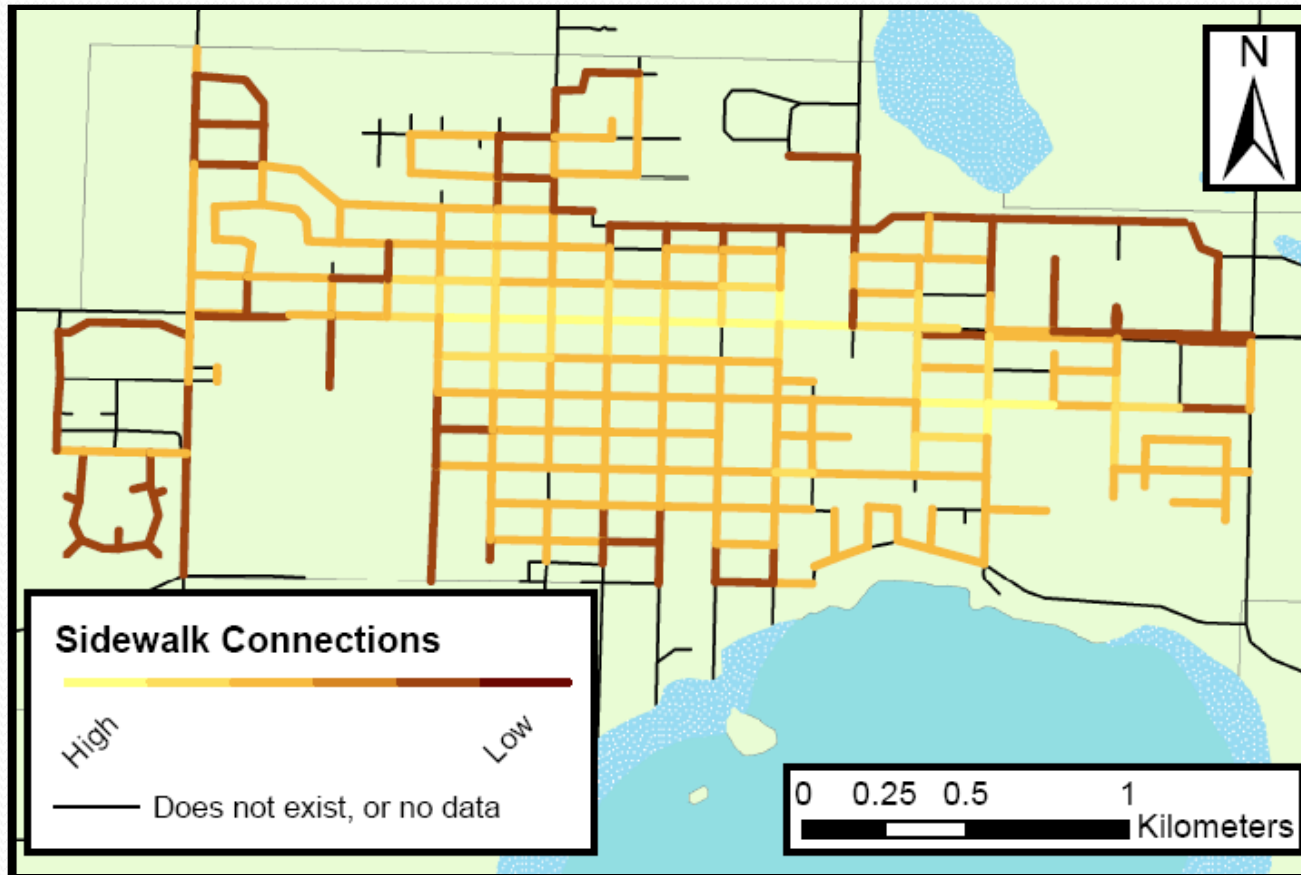 N
Sidewalk Connections
High
Low
Does not exist, or no data
0 0.25 0.5 1
Kilometers